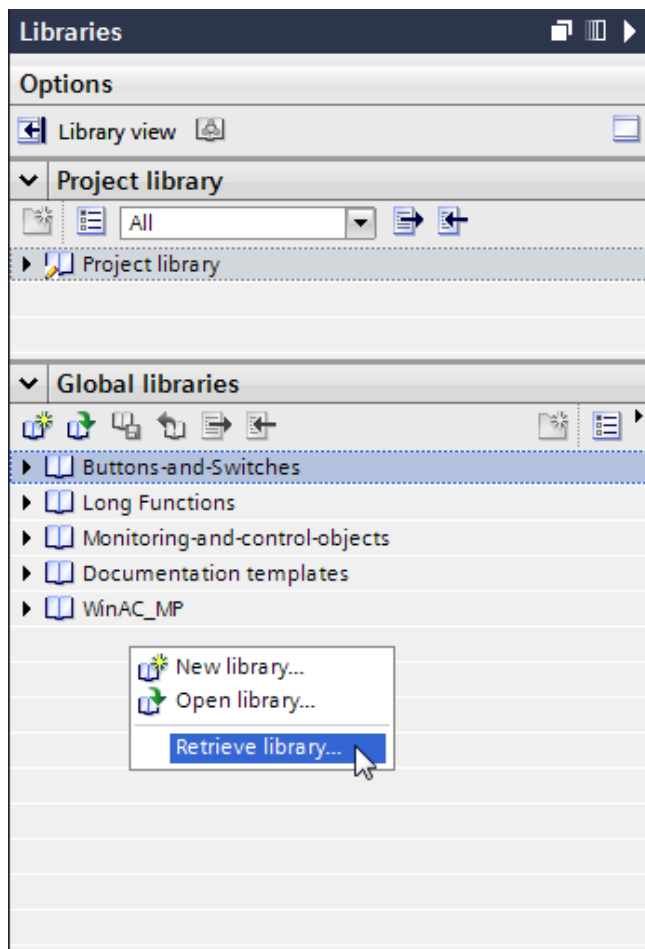 Libraries
Options
Library view
Project library
All
Project library
Global libraries
Buttons-and-Switches
Long Functions
Monitoring-and-control-objects
Documentation templates
WinAC_MP
New library...
Open library...
Retrieve library...